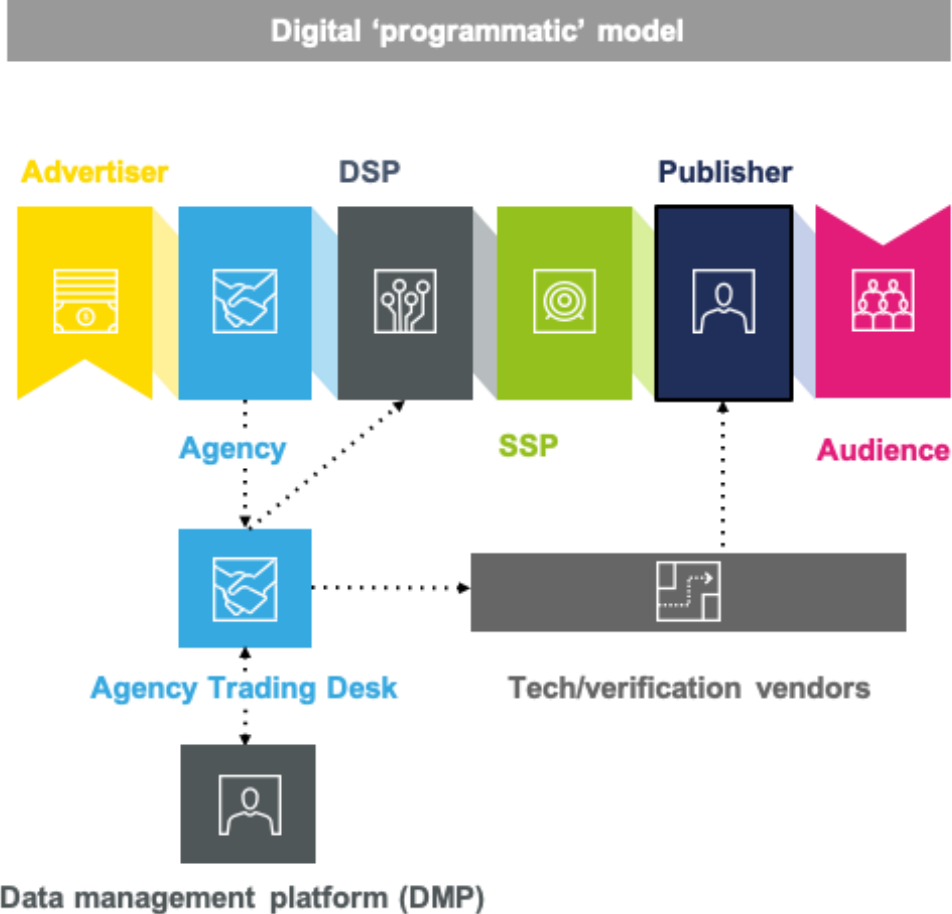 Digital ‘programmatic’ model
Advertiser
DSP
Publisher
Agency
SSP
Audience
Agency Trading Desk
Tech/verification vendors
Data management platform (DMP)